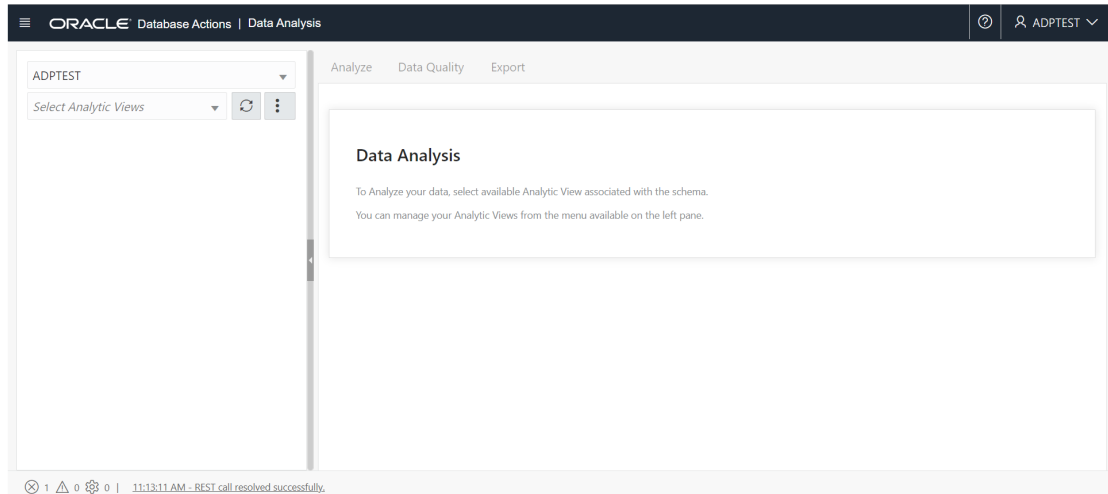 ORACLE Database Actions | Data Analysis
ADPTEST
ADPTEST
Select Analytic Views
Analyze Data Quality Export
Data Analysis
To Analyze your data, select available Analytic View associated with the schema.
You can manage your Analytic Views from the menu available on the left pane.
1 0 0 | 11:13:11 AM - REST call resolved successfully.